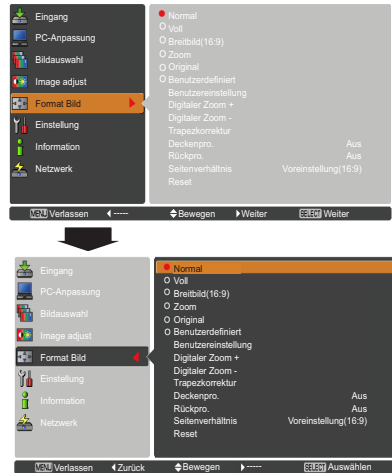 Eingang
PC-Anpassung
Bildauswahl
Image adjust
Format Bild
Einstellung
Information
Netzwerk
Normal
Voll
Breitbild(16:9)
Zoom
Original
Benutzerdefiniert
Benutzereinstellung
Digitaler Zoom +
Digitaler Zoom -
Trapezkorrektur
Deckenpro. Aus
Rückpro. Aus
Seitenverhältnis Voreinstellung(16:9)
Reset
MENU Verlassen ----- Bewegen Weiter SELECT Weiter
Eingang
PC-Anpassung
Bildauswahl
Image adjust
Format Bild
Einstellung
Information
Netzwerk
Normal
Voll
Breitbild(16:9)
Zoom
Original
Benutzerdefiniert
Benutzereinstellung
Digitaler Zoom +
Digitaler Zoom -
Trapezkorrektur
Deckenpro. Aus
Rückpro. Aus
Seitenverhältnis Voreinstellung(16:9)
Reset
MENU Verlassen Zurück Bewegen ----- SELECT Auswählen